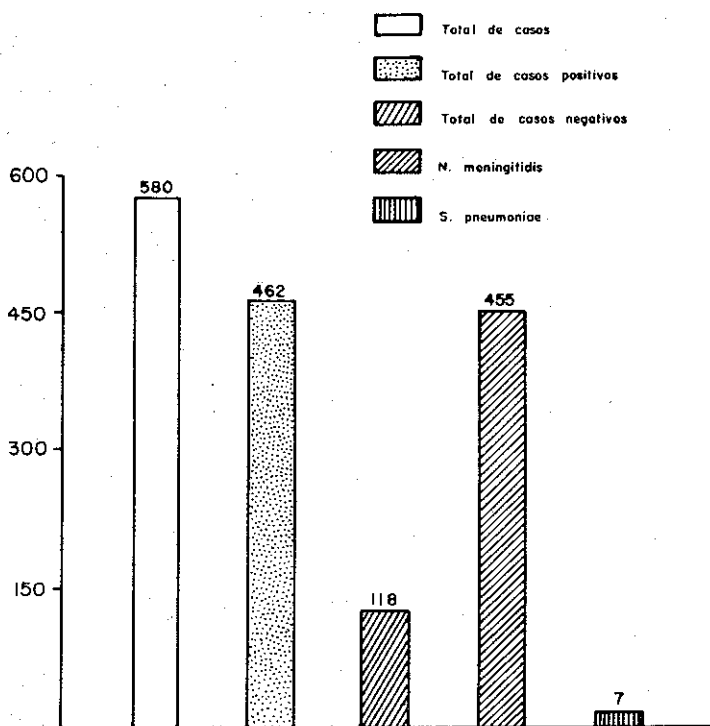 Total de casos
Total de casos positivos
Total de casos negativos
N. meningitidis
S. pneumoniae
600
580
462
450
455
300
150
118
7